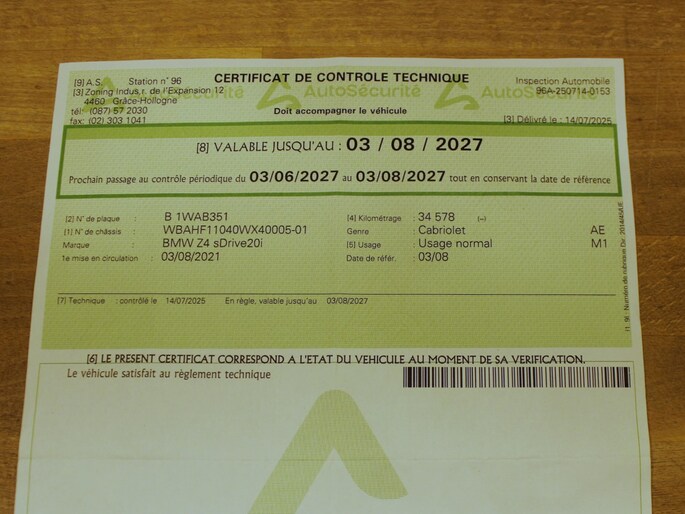 [9] A.S. Station n° 96
CERTIFICAT DE CONTROLE TECHNIQUE
Inspection Automobile
[3] Zoning Indus.r. de l'Expansion 12
AutoSécurité AutoSécurité AutoSécurité
96A-250714-0153
4460 Grâce-Hollogne
Doit accompagner le véhicule
tél: (087) 57 2030
fax: (02) 303 1041
[3] Délivré le : 14/07/2025
[8] VALABLE JUSQU'AU : 03 / 08 / 2027
Prochain passage au contrôle périodique du 03/06/2027 au 03/08/2027 tout en conservant la date de référence
[2] N° de plaque : B 1WAB351
[4] Kilométrage : 34 578 (--)
[1] N° de châssis : WBAHF11040WX40005-01
Genre : Cabriolet AE
Marque : BMW Z4 sDrive20i
[5] Usage : Usage normal M1
1e mise en circulation : 03/08/2021
Date de référ. : 03/08
[7] Technique : contrôlé le 14/07/2025 En règle, valable jusqu'au 03/08/2027
[6] LE PRESENT CERTIFICAT CORRESPOND A L'ETAT DU VEHICULE AU MOMENT DE SA VERIFICATION.
Le véhicule satisfait au règlement technique